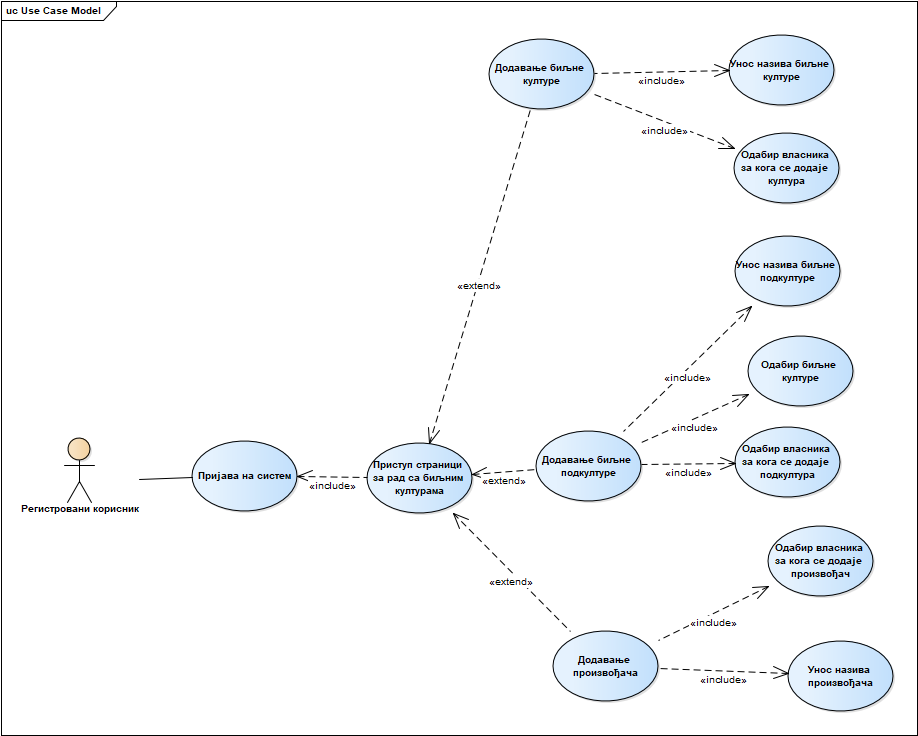 uc Use Case Model
Додавање биљне
културе
«include»
Унос назива биљне
културе
«include»
Одабир власника
за кога се додаје
култура
«extend»
Унос назива биљне
подкултуре
«include»
Одабир биљне
културе
«include»
Регистровани корисник
Пријава на систем
«include»
Приступ страници
за рад са биљним
културама
«extend»
Додавање биљне
подкултуре
«include»
Одабир власника
за кога се додаје
подкултура
«extend»
Одабир власника
за кога се додаје
произвођач
«include»
Додавање
произвођача
«include»
Унос назива
произвођача